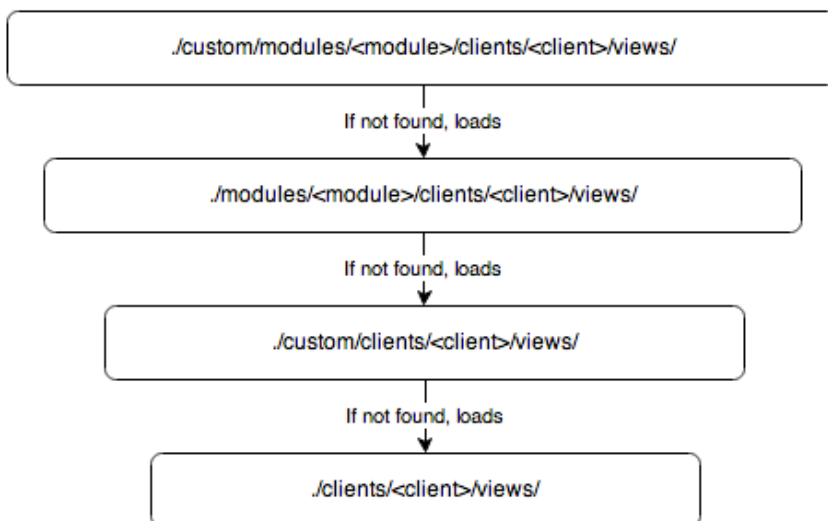 ./custom/modules/<module>/clients/<client>/views/
If not found, loads
./modules/<module>/clients/<client>/views/
If not found, loads
./custom/clients/<client>/views/
If not found, loads
./clients/<client>/views/